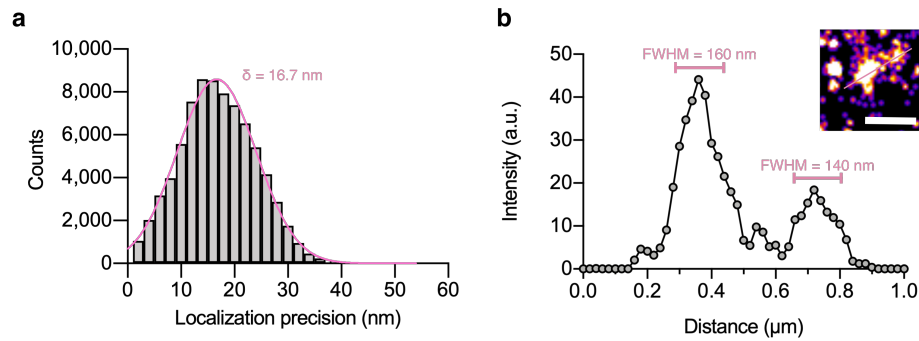 a
10,000
8,000
6,000
4,000
2,000
0
Counts
δ = 16.7 nm
0 10 20 30 40 50 60
Localization precision (nm)
b
50
40
30
20
10
0
Intensity (a.u.)
FWHM = 160 nm
FWHM = 140 nm
0.0 0.2 0.4 0.6 0.8 1.0
Distance (μm)